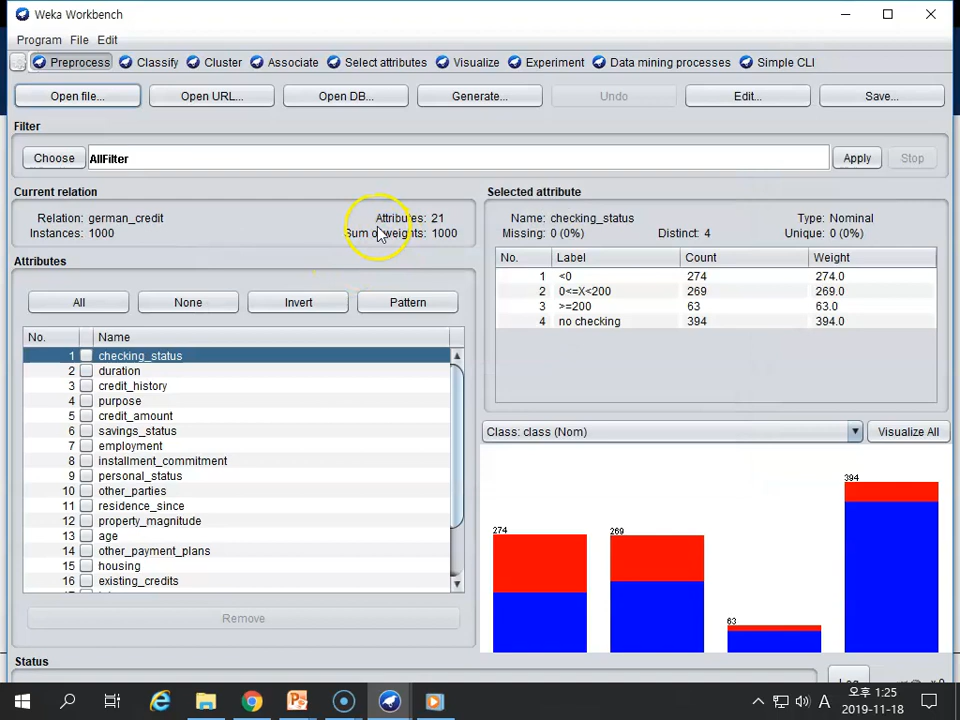 Weka Workbench
Program File Edit
Preprocess Classify Cluster Associate Select attributes Visualize Experiment Data mining processes Simple CLI
Open file... Open URL... Open DB... Generate... Undo Edit... Save...
Filter
Choose AllFilter Apply Stop
Current relation
Relation: german_credit Attributes: 21
Instances: 1000 Sum of weights: 1000
Selected attribute
Name: checking_status Type: Nominal
Missing: 0 (0%) Distinct: 4 Unique: 0 (0%)
No. Label Count Weight
1 <0 274 274.0
2 0<=X<200 269 269.0
3 >=200 63 63.0
4 no checking 394 394.0
Attributes
All None Invert Pattern
No. Name
1 checking_status
2 duration
3 credit_history
4 purpose
5 credit_amount
6 savings_status
7 employment
8 installment_commitment
9 personal_status
10 other_parties
11 residence_since
12 property_magnitude
13 age
14 other_payment_plans
15 housing
16 existing_credits
Remove
Class: class (Nom) Visualize All
274
269
63
394
Status
Log
A
오후 1:25
2019-11-18